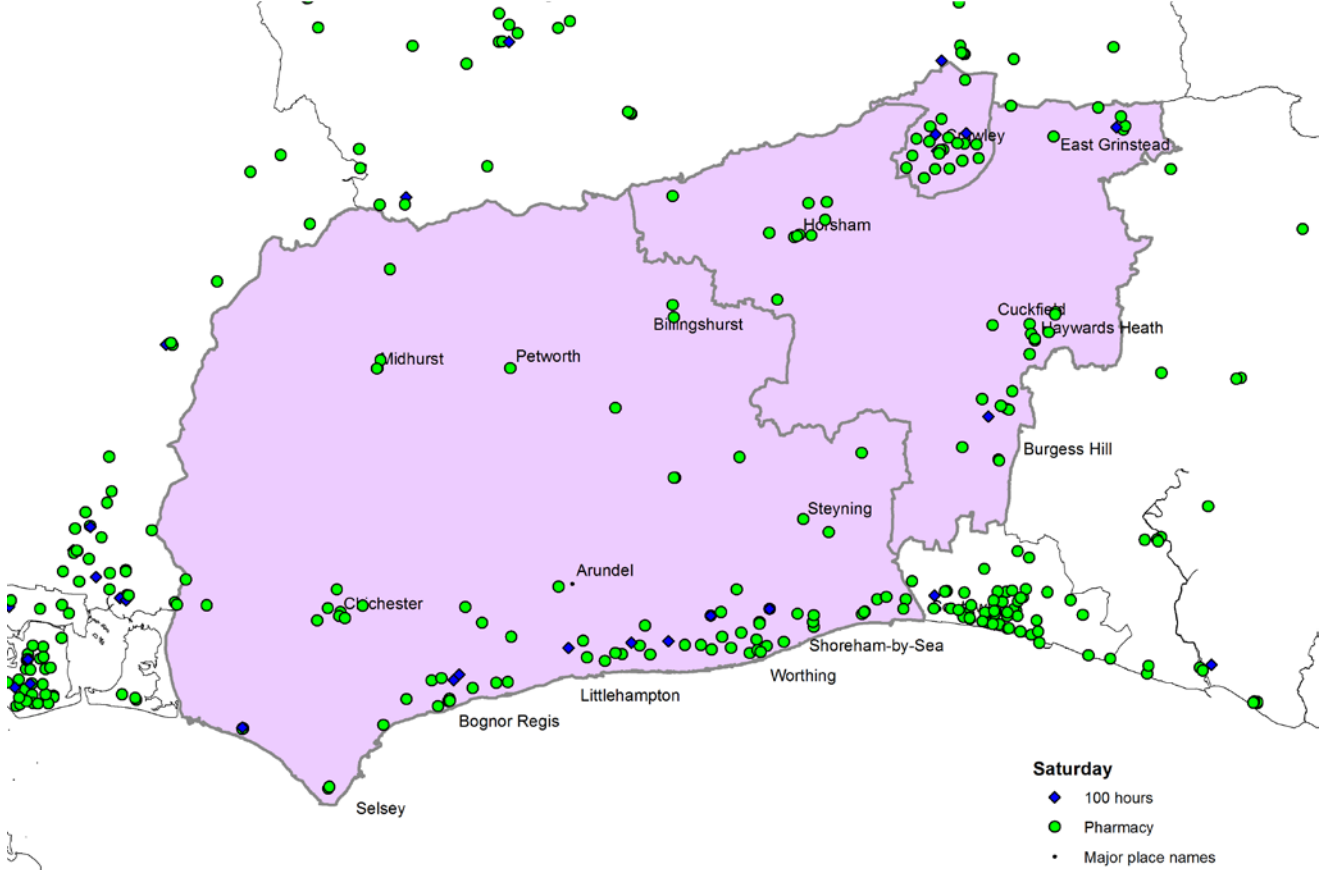 Crawley
East Grinstead
Horsham
Cuckfield
Haywards Heath
Billingshurst
Midhurst
Petworth
Burgess Hill
Steyning
Arundel
Chichester
Shoreham-by-Sea
Worthing
Littlehampton
Bognor Regis
Selsey
Saturday
100 hours
Pharmacy
Major place names